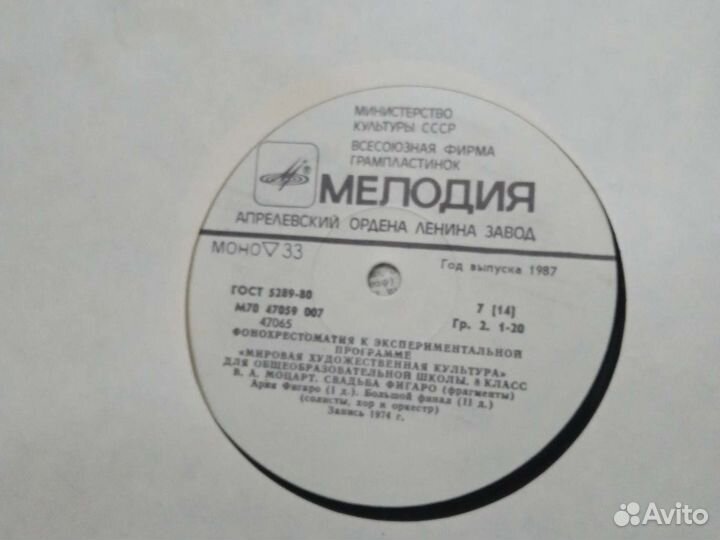 МИНИСТЕРСТВО
КУЛЬТУРЫ СССР
ВСЕСОЮЗНАЯ ФИРМА
ГРАМПЛАСТИНОК
МЕЛОДИЯ
АПРЕЛЕВСКИЙ ОРДЕНА ЛЕНИНА ЗАВОД
МОНО ▽ 33
Год выпуска 1987
ГОСТ 5289-80
М70 47059 007
47065
7 [14]
Гр. 2. 1-20
ФОНОХРЕСТОМАТИЯ К ЭКСПЕРИМЕНТАЛЬНОЙ
ПРОГРАММЕ
«МИРОВАЯ ХУДОЖЕСТВЕННАЯ КУЛЬТУРА»
ДЛЯ ОБЩЕОБРАЗОВАТЕЛЬНОЙ ШКОЛЫ. 8 КЛАСС
В. А. МОЦАРТ. СВАДЬБА ФИГАРО (фрагменты)
Ария Фигаро (1 д.). Большой финал (11 д.)
(солисты, хор и оркестр)
Запись 1974 г.
Avito